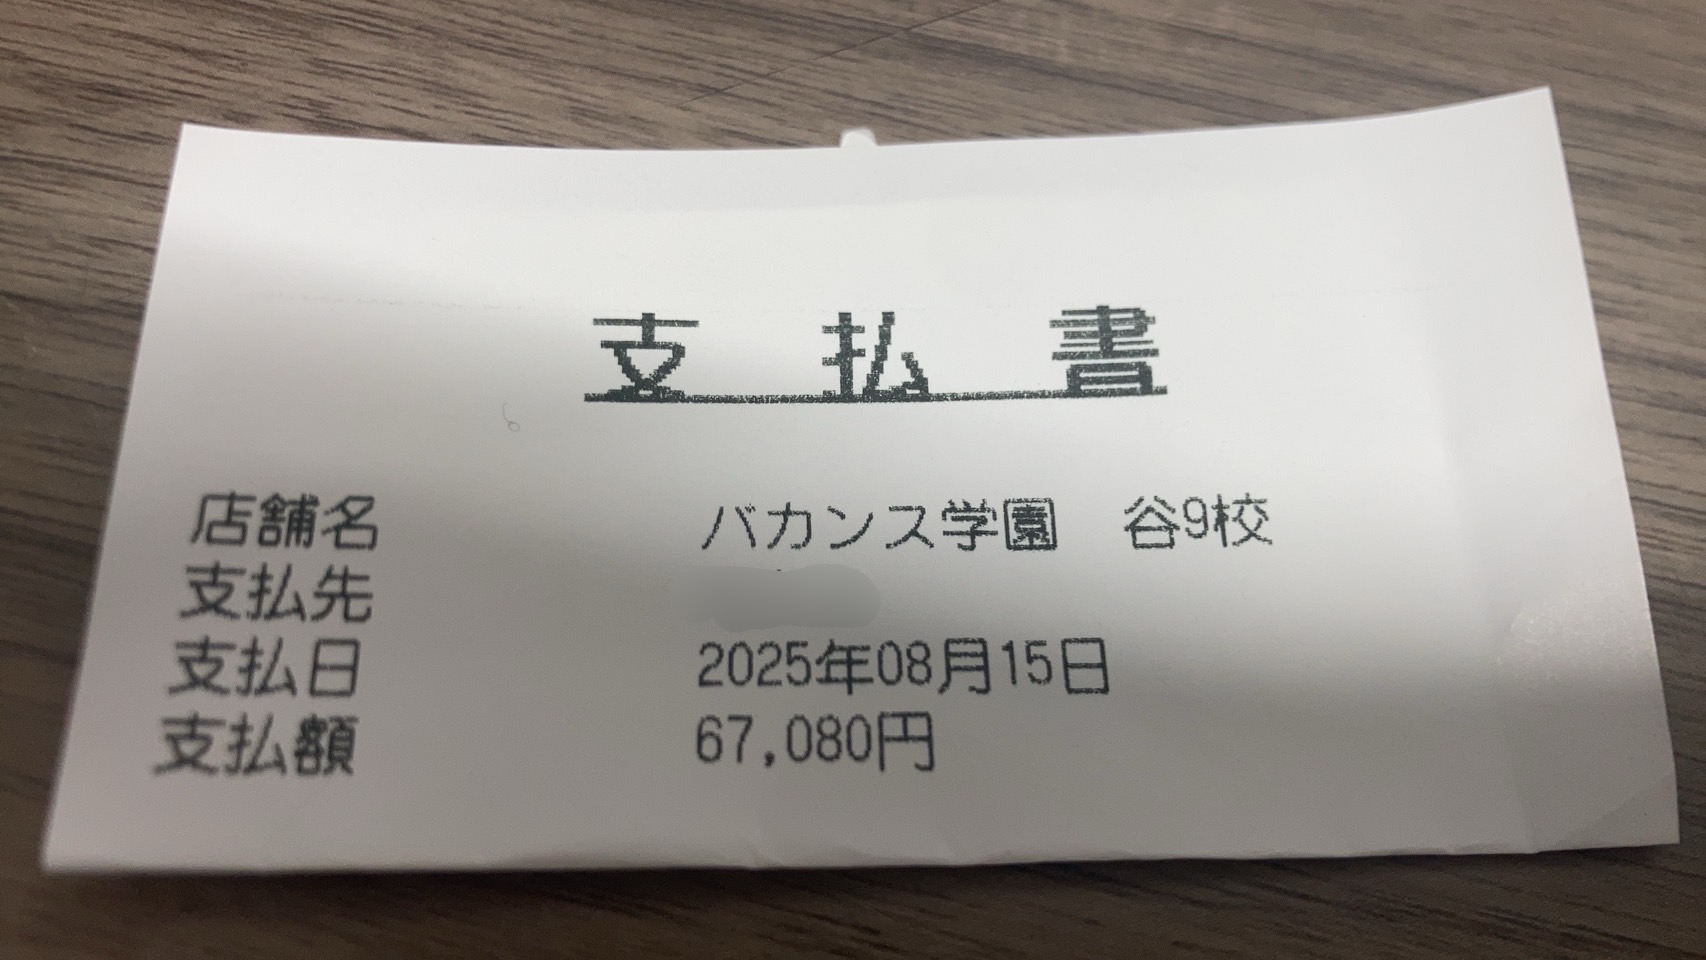 支 払 書
店舗名 バカンス学園 谷9校
支払先
支払日 2025年08月15日
支払額 67,080円